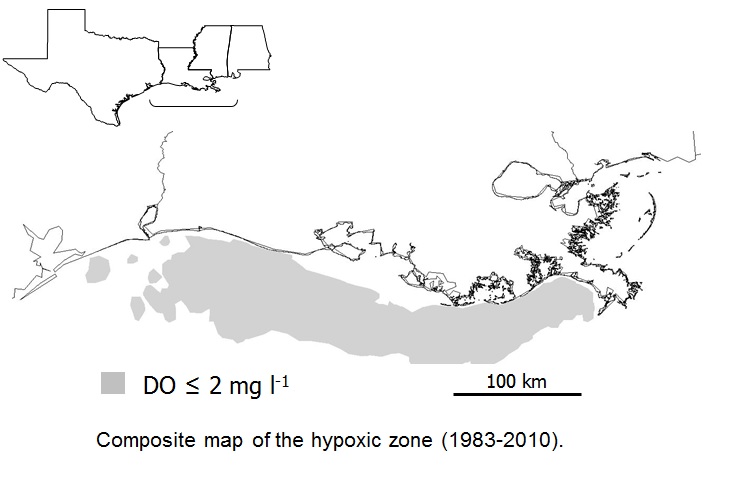 DO ≤ 2 mg l-1
100 km
Composite map of the hypoxic zone (1983-2010).